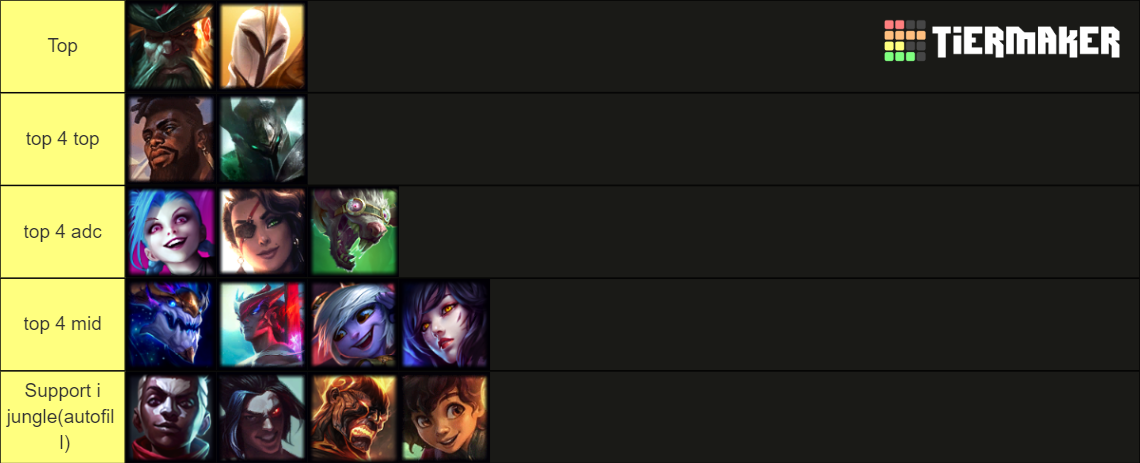 Top
TIERMAKER
top 4 top
top 4 adc
top 4 mid
Support i
jungle(autofil
l)